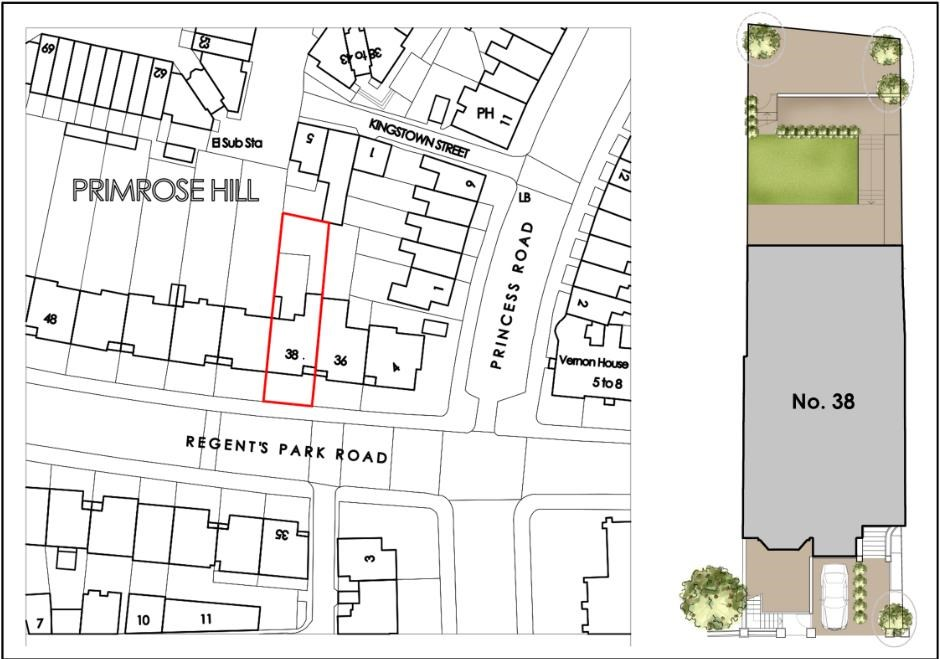 69
53
38 to 43
62
PH
11
KINGSTOWN STREET
El Sub Sta
5
1
PRIMROSE HILL
6
LB
12
PRINCESS ROAD
1
2
48
38
36
4
Vernon House
5 to 8
No. 38
REGENT'S PARK ROAD
35
3
7
10
11